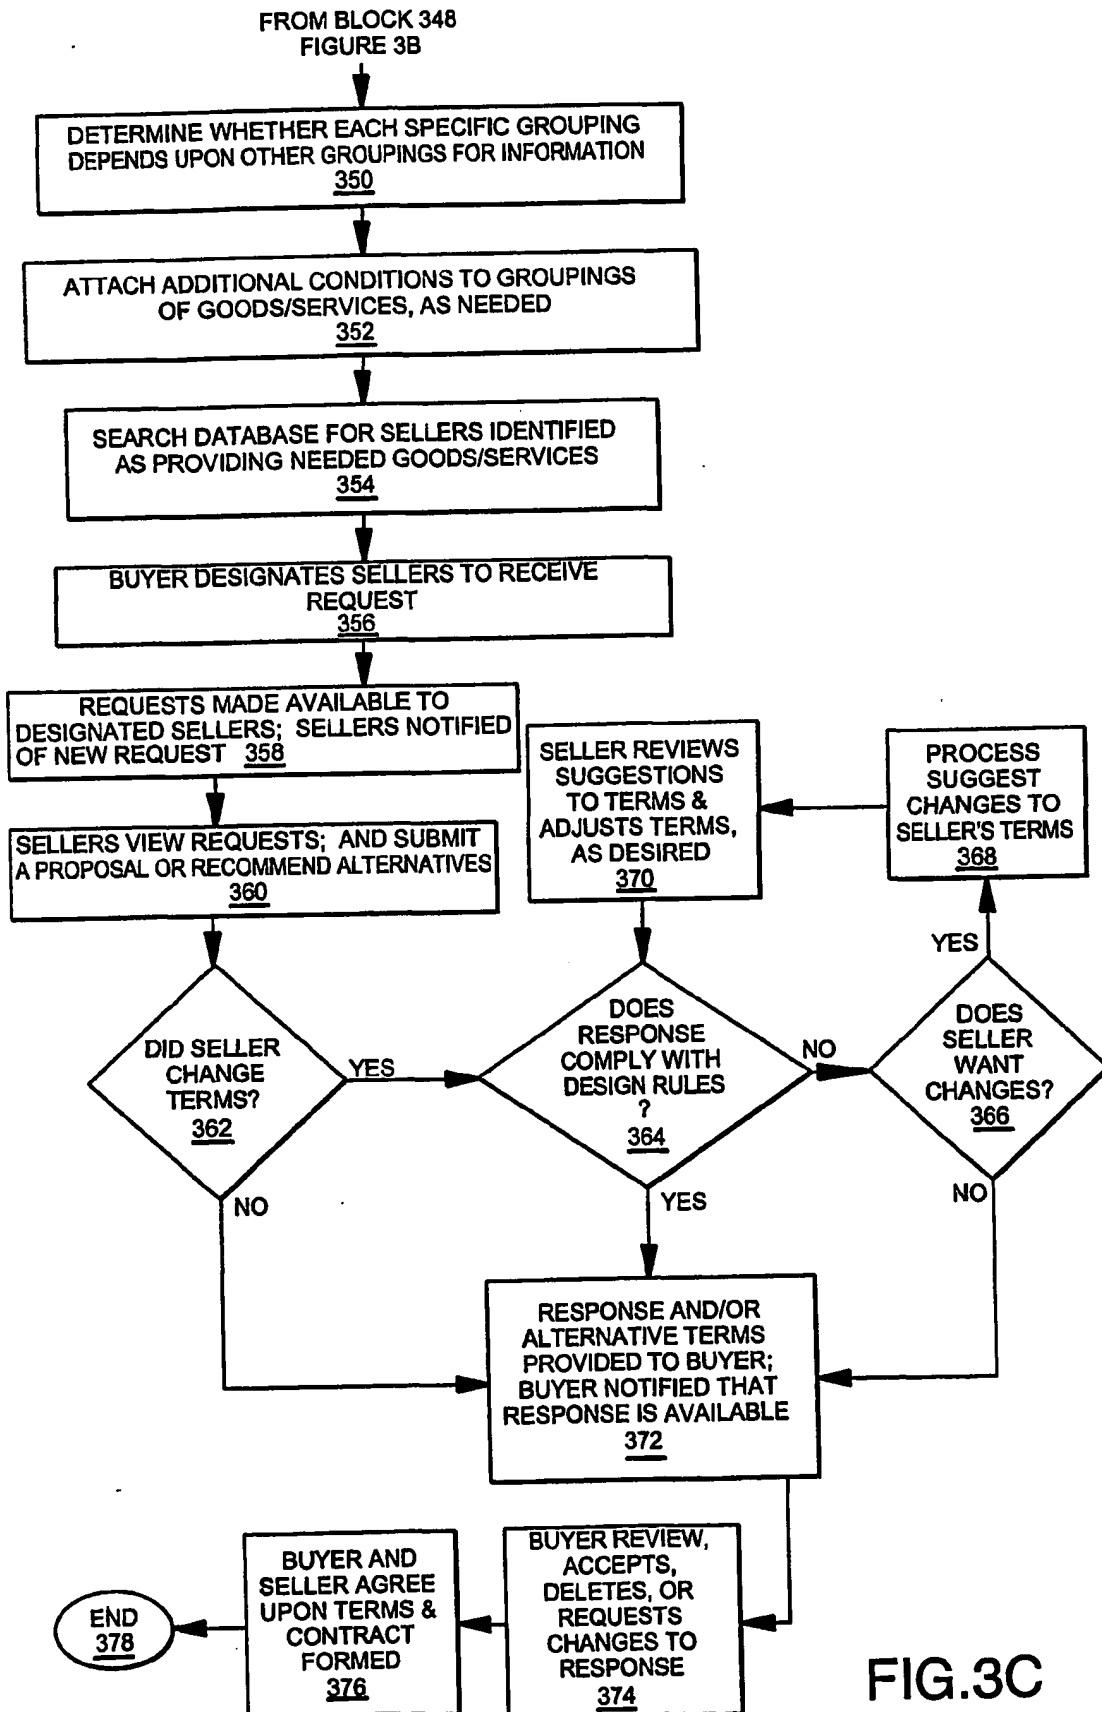 FROM BLOCK 348
FIGURE 3B
DETERMINE WHETHER EACH SPECIFIC GROUPING
DEPENDS UPON OTHER GROUPINGS FOR INFORMATION
350
ATTACH ADDITIONAL CONDITIONS TO GROUPINGS
OF GOODS/SERVICES, AS NEEDED
352
SEARCH DATABASE FOR SELLERS IDENTIFIED
AS PROVIDING NEEDED GOODS/SERVICES
354
BUYER DESIGNATES SELLERS TO RECEIVE
REQUEST
356
REQUESTS MADE AVAILABLE TO
DESIGNATED SELLERS; SELLERS NOTIFIED
OF NEW REQUEST 358
SELLERS VIEW REQUESTS; AND SUBMIT
A PROPOSAL OR RECOMMEND ALTERNATIVES
360
SELLER REVIEWS
SUGGESTIONS
TO TERMS &
ADJUSTS TERMS,
AS DESIRED
370
PROCESS
SUGGEST
CHANGES TO
SELLER'S TERMS
368
YES
DID SELLER
CHANGE
TERMS?
362
YES
DOES
RESPONSE
COMPLY WITH
DESIGN RULES
?
364
NO
DOES
SELLER
WANT
CHANGES?
366
NO
YES
NO
RESPONSE AND/OR
ALTERNATIVE TERMS
PROVIDED TO BUYER;
BUYER NOTIFIED THAT
RESPONSE IS AVAILABLE
372
BUYER REVIEW,
ACCEPTS,
DELETES, OR
REQUESTS
CHANGES TO
RESPONSE
374
BUYER AND
SELLER AGREE
UPON TERMS &
CONTRACT
FORMED
376
END
378
FIG.3C